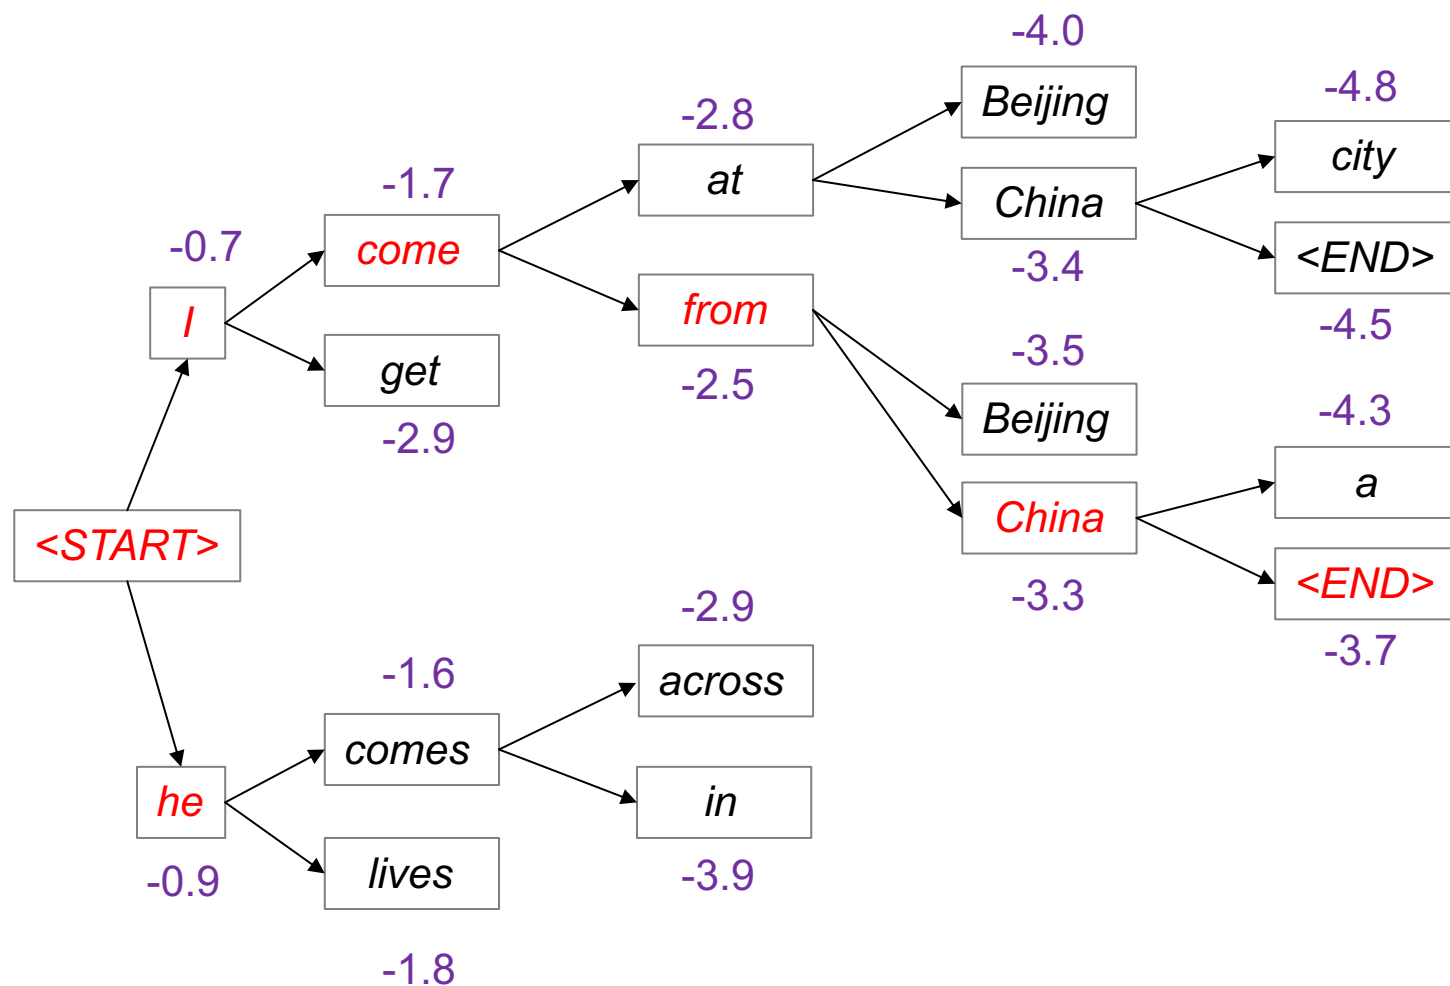 -4.0
Beijing
-4.8
-2.8
city
at
-1.7
China
come
-0.7
<END>
-3.4
I
from
-4.5
-3.5
get
-2.5
-4.3
Beijing
-2.9
a
China
<START>
<END>
-3.3
-2.9
-3.7
-1.6
across
comes
he
in
lives
-3.9
-0.9
-1.8